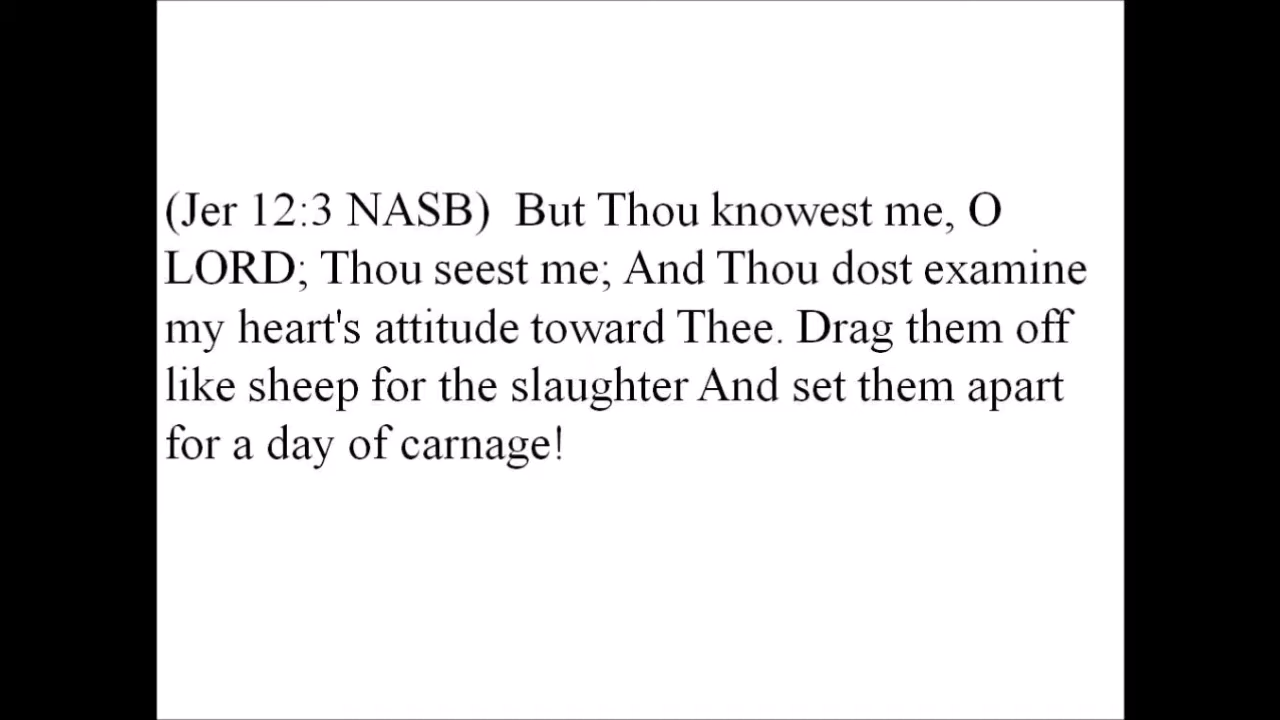 (Jer 12:3 NASB)  But Thou knowest me, O
LORD; Thou seest me; And Thou dost examine
my heart's attitude toward Thee. Drag them off
like sheep for the slaughter And set them apart
for a day of carnage!